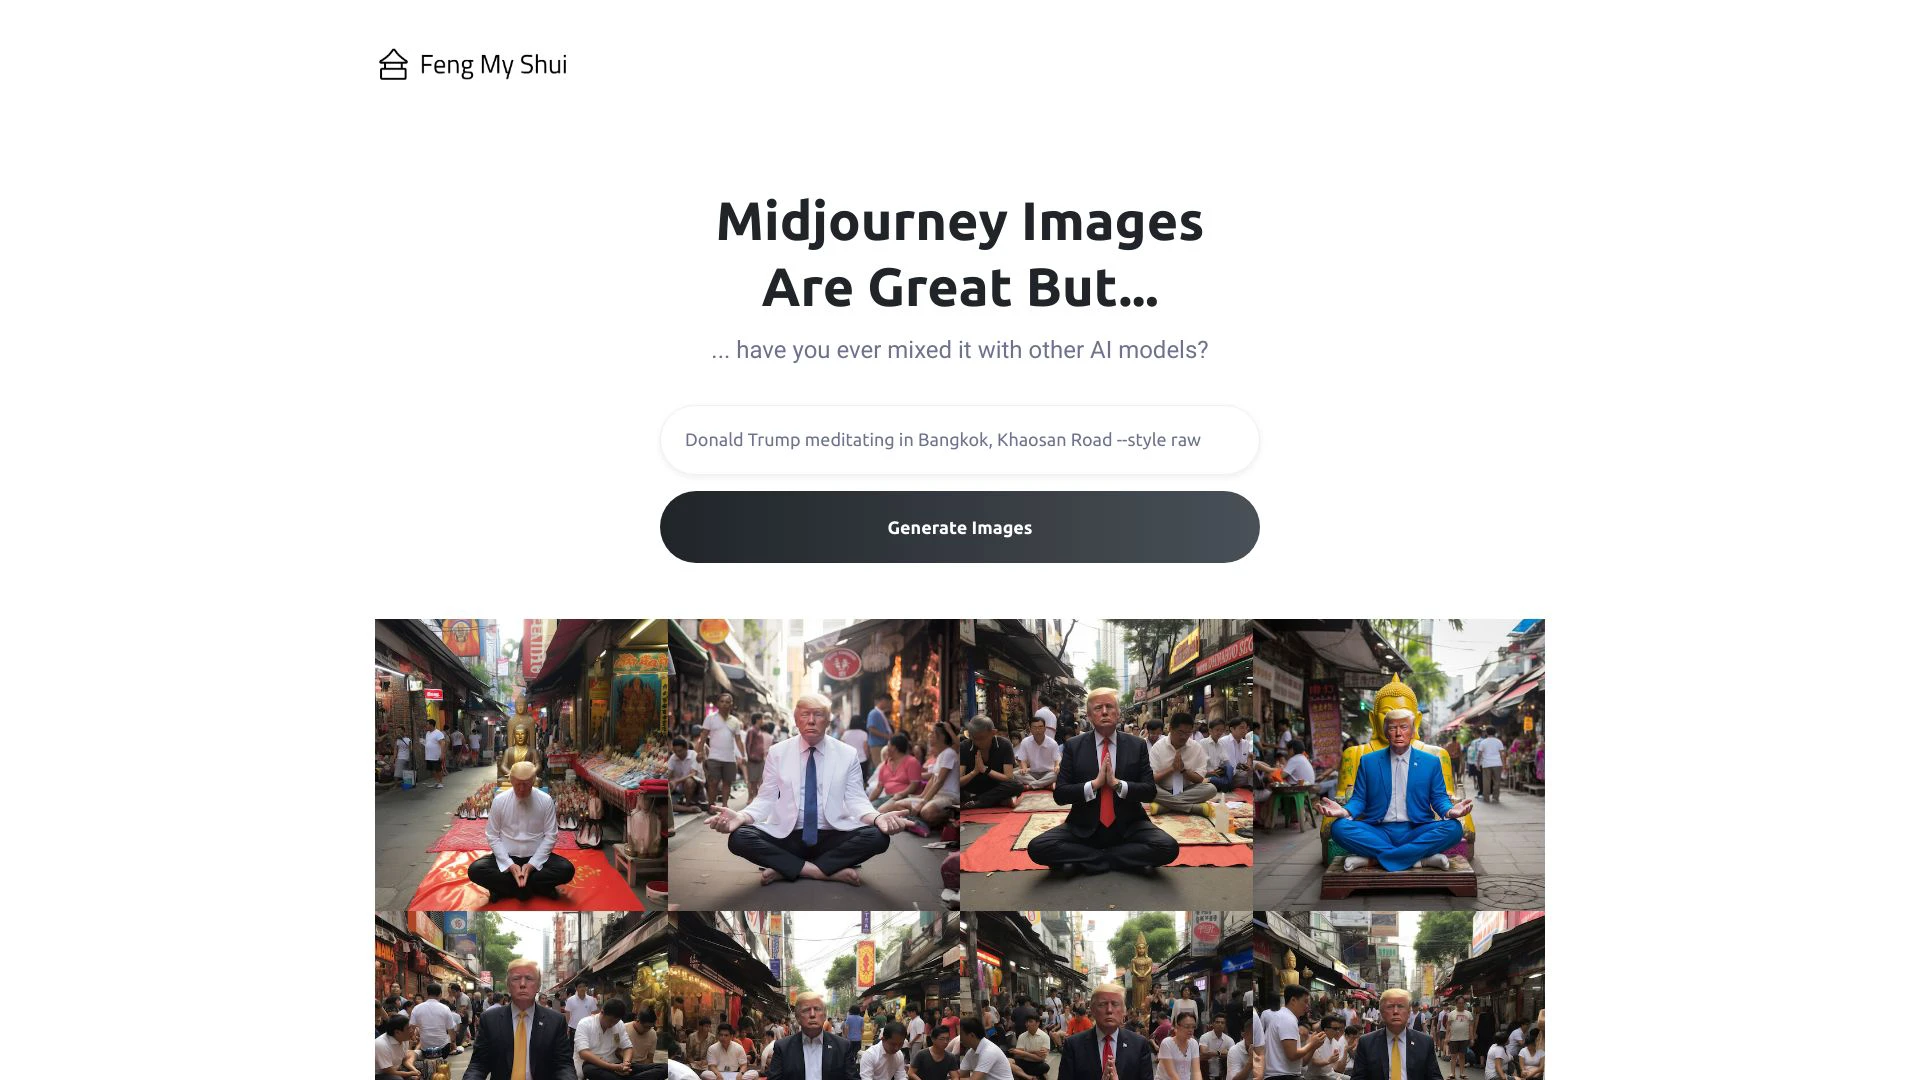 Feng My Shui
Midjourney Images
Are Great But...
... have you ever mixed it with other AI models?
Donald Trump meditating in Bangkok, Khaosan Road --style raw
Generate Images